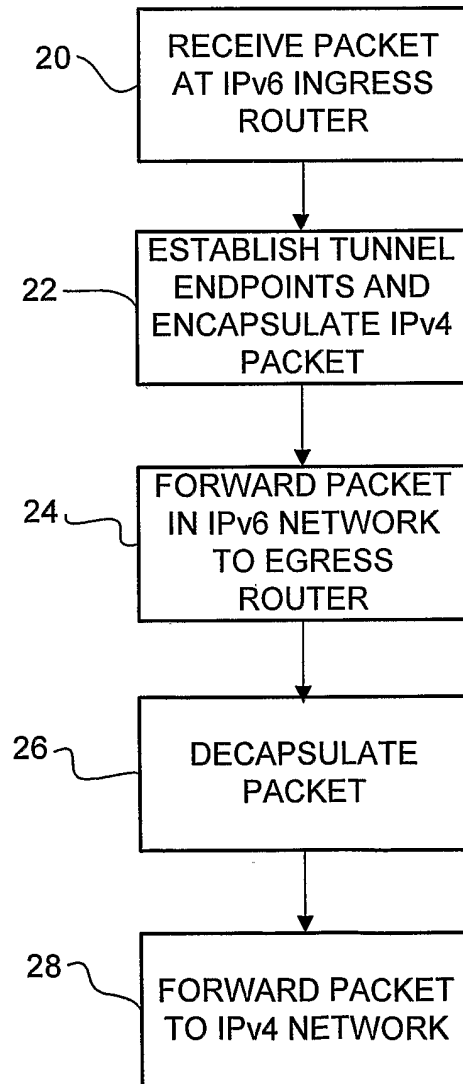 20
RECEIVE PACKET
AT IPv6 INGRESS
ROUTER
22
ESTABLISH TUNNEL
ENDPOINTS AND
ENCAPSULATE IPv4
PACKET
24
FORWARD PACKET
IN IPv6 NETWORK
TO EGRESS
ROUTER
26
DECAPSULATE
PACKET
28
FORWARD PACKET
TO IPv4 NETWORK